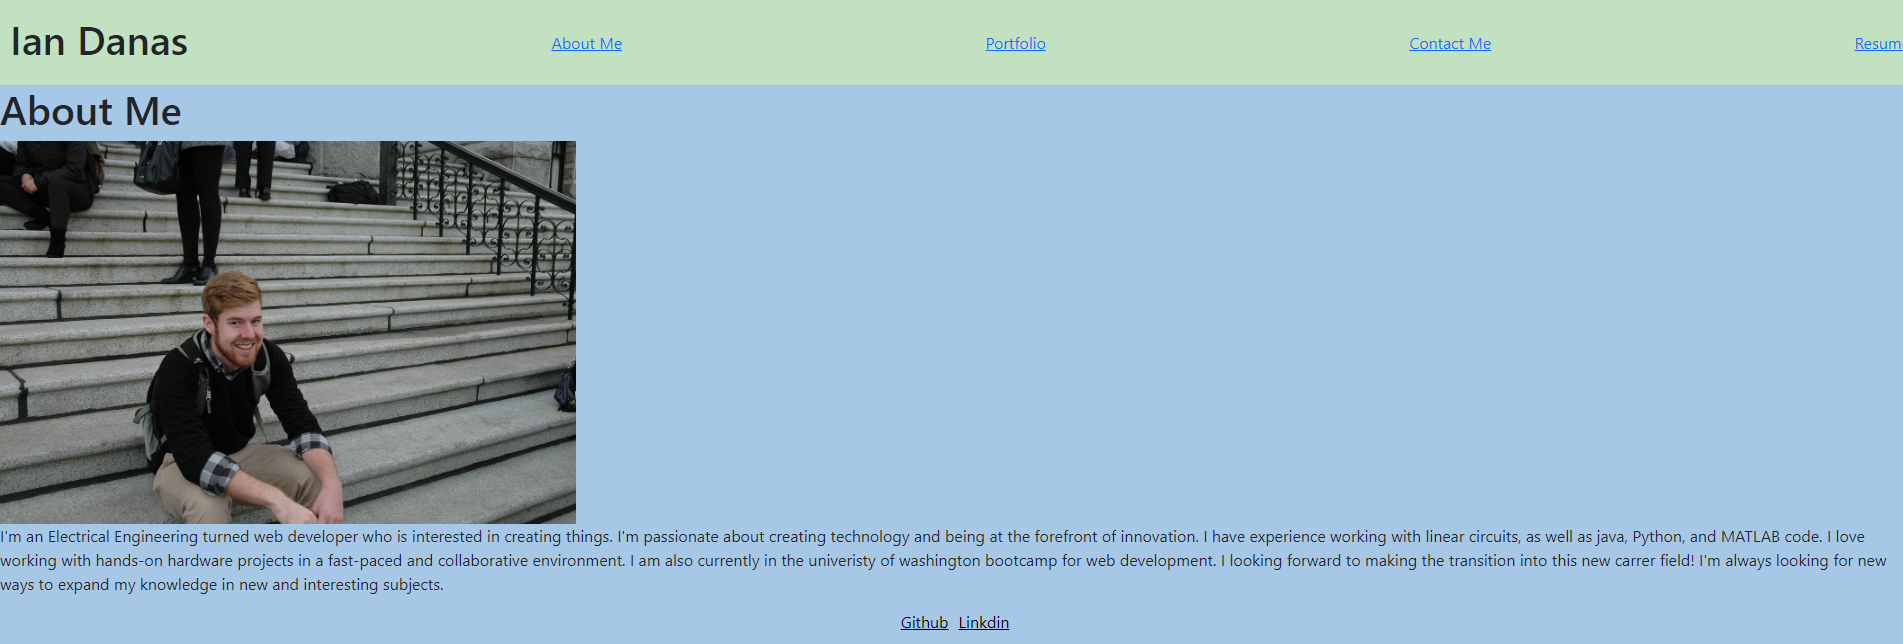 Ian Danas About Me Portfolio Contact Me Resum
About Me
I'm an Electrical Engineering turned web developer who is interested in creating things. I'm passionate about creating technology and being at the forefront of innovation. I have experience working with linear circuits, as well as java, Python, and MATLAB code. I love
working with hands-on hardware projects in a fast-paced and collaborative environment. I am also currently in the univeristy of washington bootcamp for web development. I looking forward to making the transition into this new carrer field! I'm always looking for new
ways to expand my knowledge in new and interesting subjects.
Github Linkdin